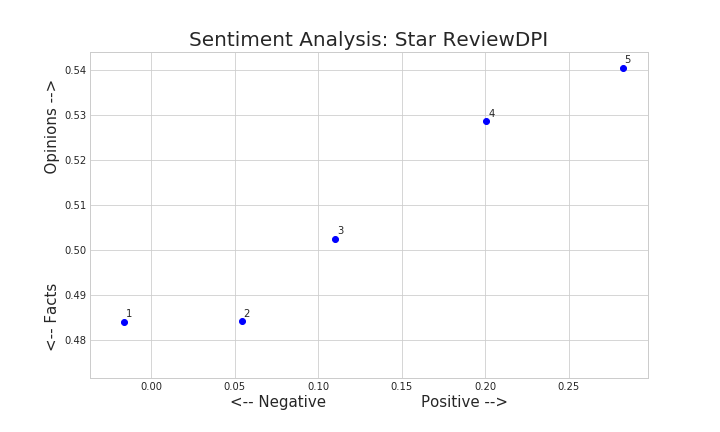 Sentiment Analysis: Star ReviewDPI
5
0.54
4
0.53
Opinions -->
0.52
0.51
3
0.50
0.49
1
2
<-- Facts
0.48
0.00 0.05 0.10 0.15 0.20 0.25
<-- Negative Positive -->